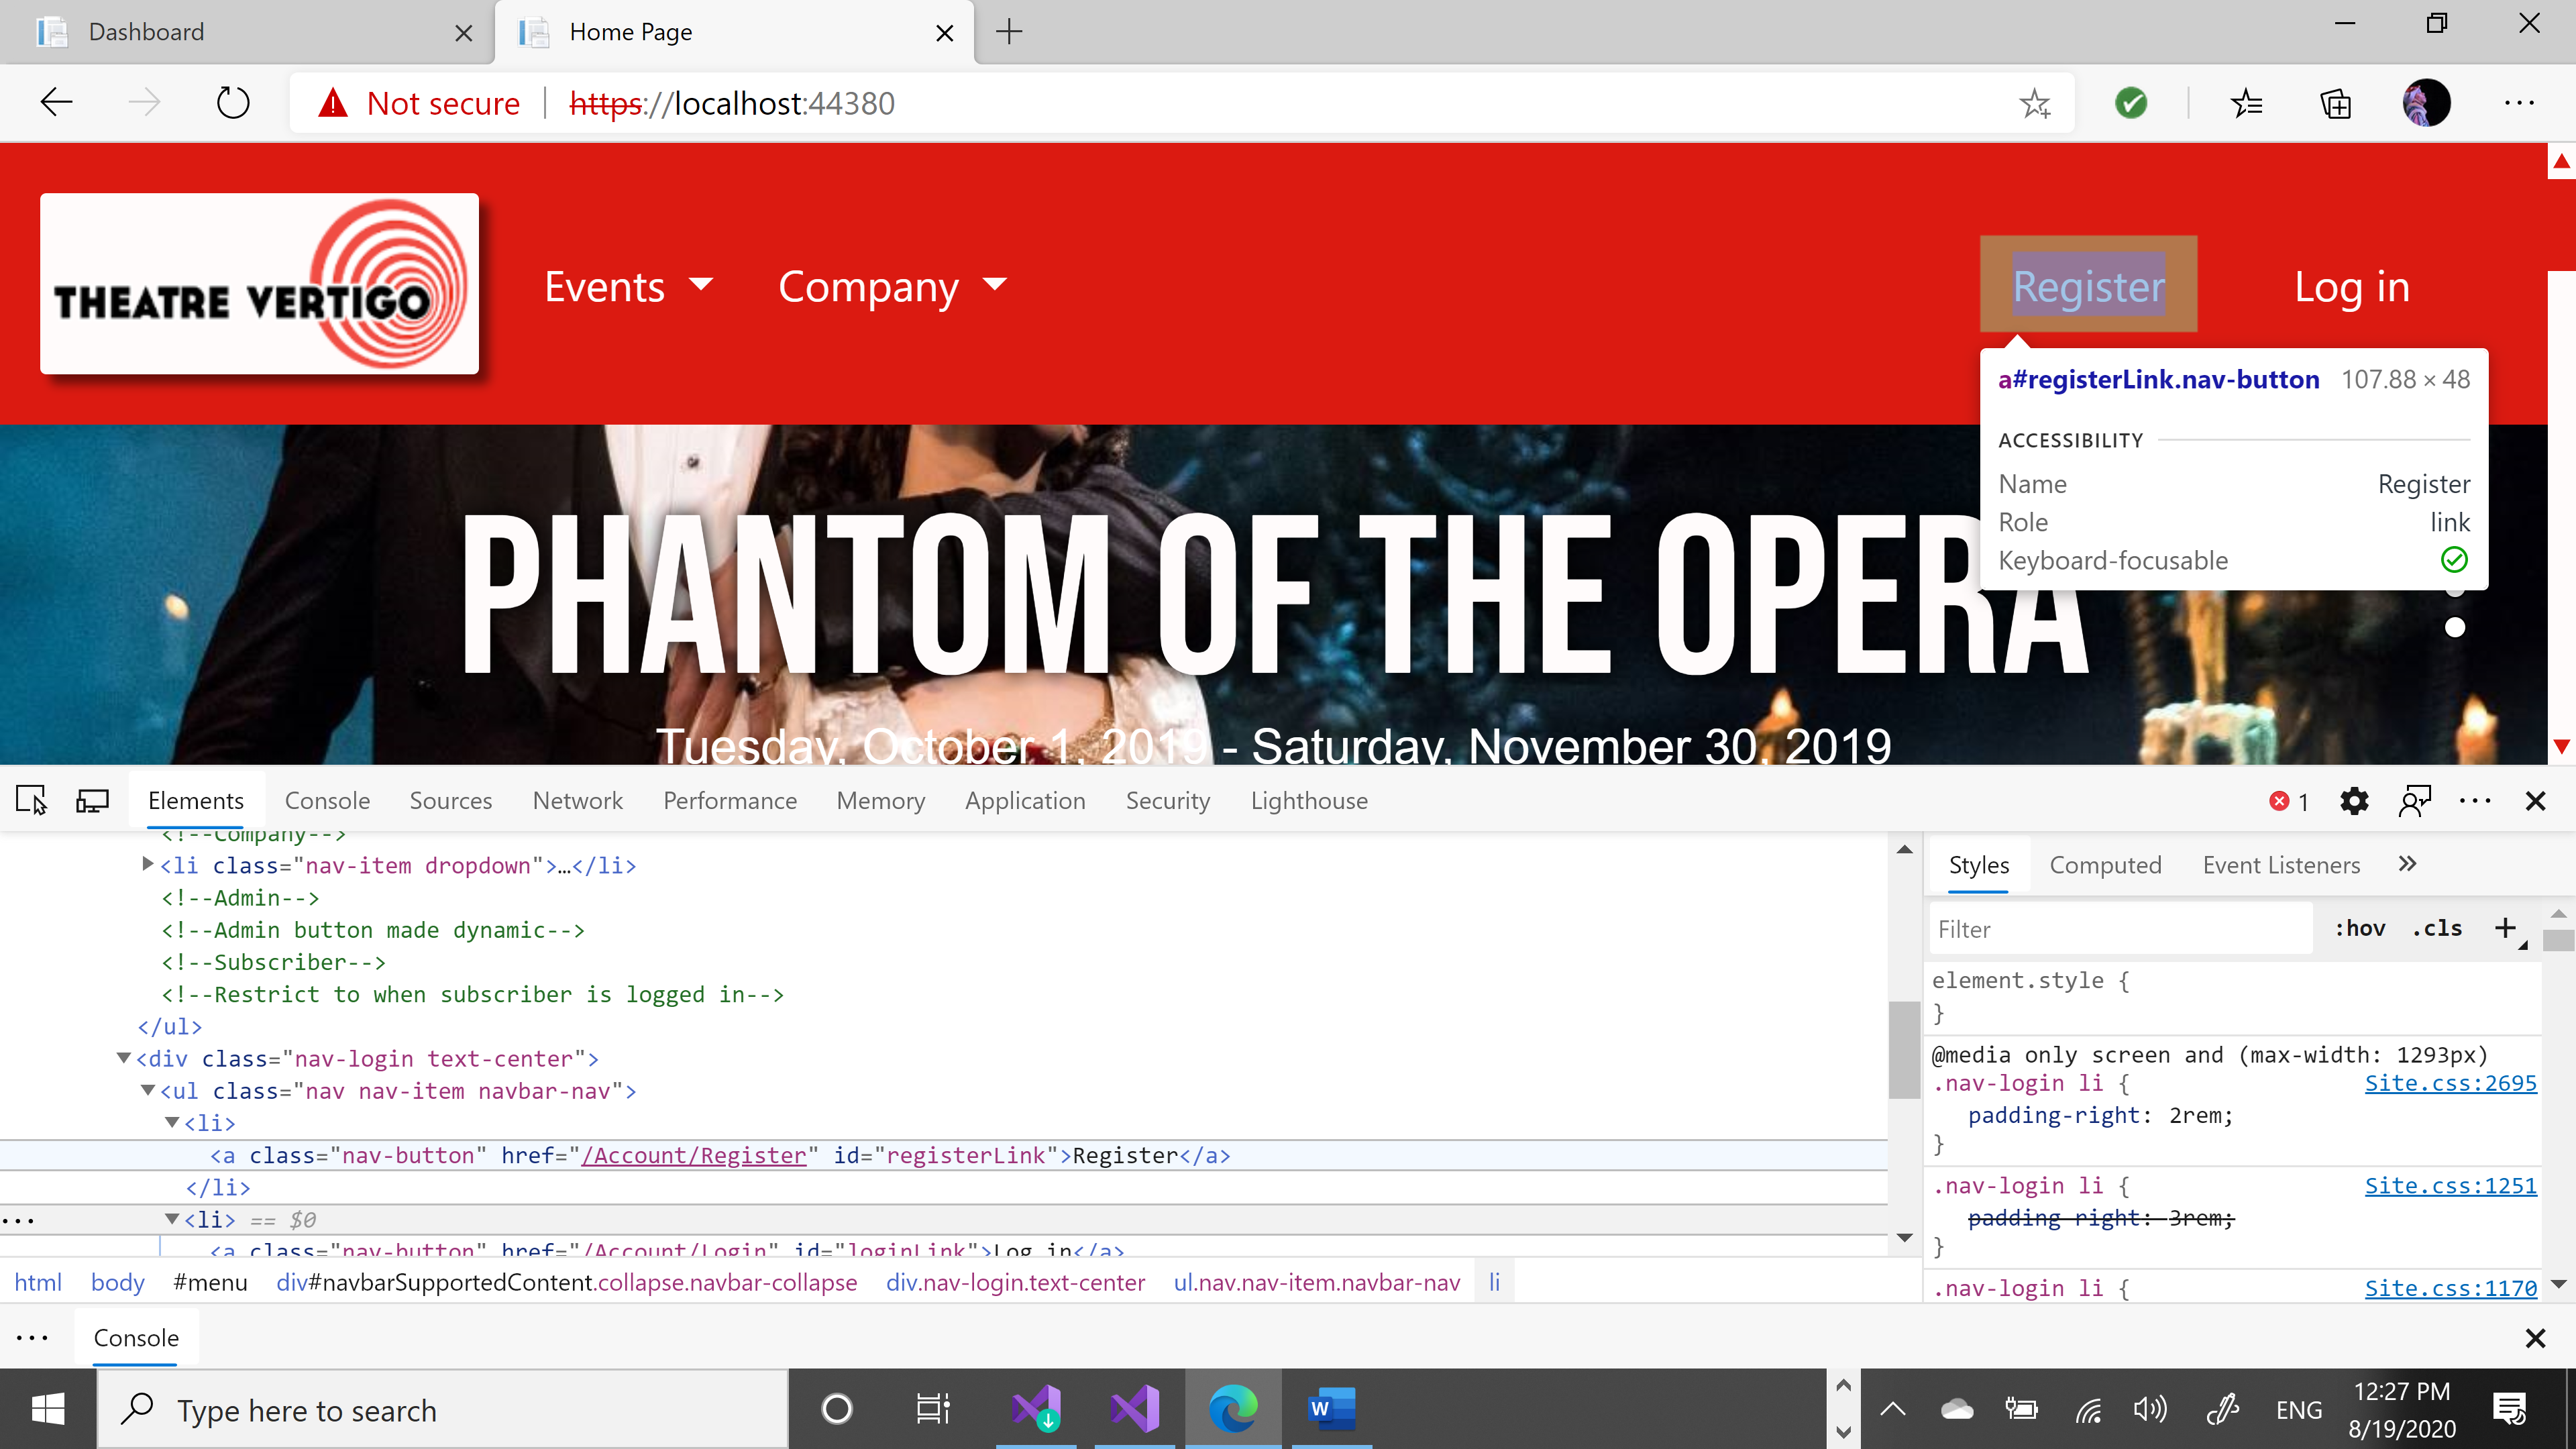 Dashboard
Home Page
Not secure
https://localhost:44380
THEATRE VERTIGO
Events
Company
Register
Log in
a#registerLink.nav-button 107.88 × 48
ACCESSIBILITY
Name Register
Role link
Keyboard-focusable
PHANTOM OF THE OPERA
Tuesday, October 1, 2019 - Saturday, November 30, 2019
Elements Console Sources Network Performance Memory Application Security Lighthouse
1
<!--Company-->
<li class="nav-item dropdown">…</li>
<!--Admin-->
<!--Admin button made dynamic-->
<!--Subscriber-->
<!--Restrict to when subscriber is logged in-->
</ul>
<div class="nav-login text-center">
<ul class="nav nav-item navbar-nav">
<li>
<a class="nav-button" href="/Account/Register" id="registerLink">Register</a>
</li>
<li> == $0
<a class="nav-button" href="/Account/Login" id="loginLink">Log in</a>
html body #menu div#navbarSupportedContent.collapse.navbar-collapse div.nav-login.text-center ul.nav.nav-item.navbar-nav li
Styles Computed Event Listeners
Filter :hov .cls
element.style {
}
@media only screen and (max-width: 1293px)
.nav-login li { Site.css:2695
padding-right: 2rem;
}
.nav-login li { Site.css:1251
padding-right: 3rem;
}
.nav-login li { Site.css:1170
Console
Type here to search
W
ENG
12:27 PM
8/19/2020